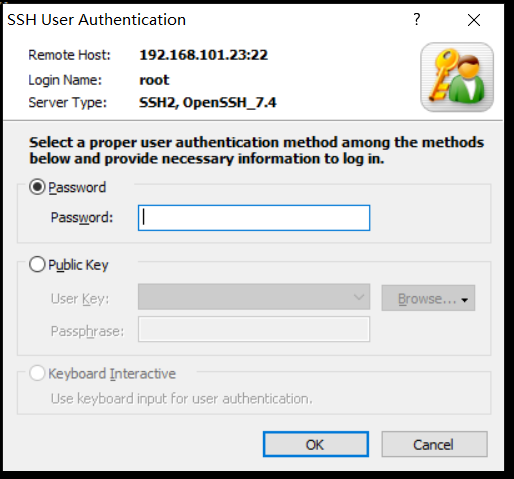 SSH User Authentication
Remote Host: 192.168.101.23:22
Login Name: root
Server Type: SSH2, OpenSSH_7.4
Select a proper user authentication method among the methods
below and provide necessary information to log in.
Password
Password:
Public Key
User Key:
Browse...
Passphrase:
Keyboard Interactive
Use keyboard input for user authentication.
OK Cancel